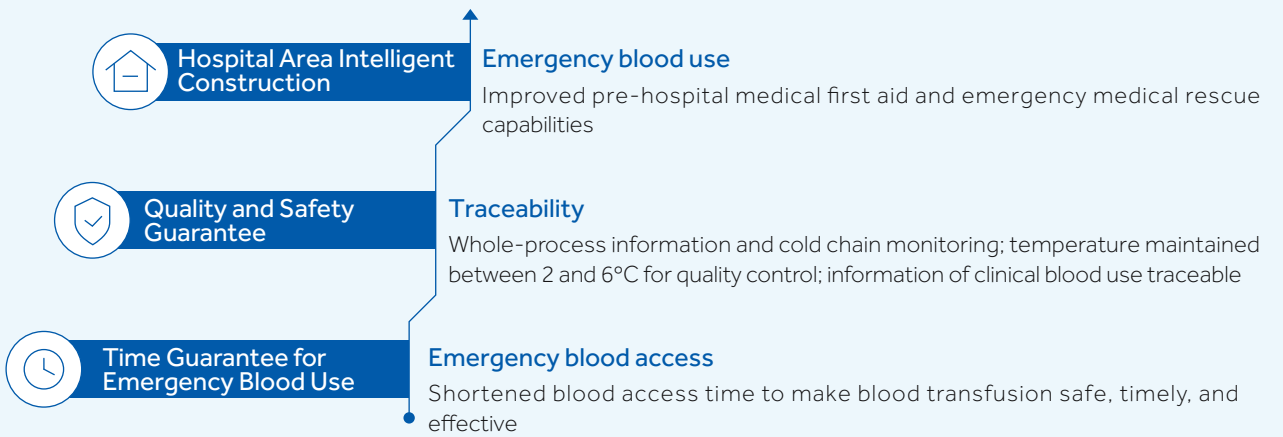 Hospital Area Intelligent
Construction
Emergency blood use
Improved pre-hospital medical first aid and emergency medical rescue
capabilities
Quality and Safety
Guarantee
Traceability
Whole-process information and cold chain monitoring; temperature maintained
between 2 and 6°C for quality control; information of clinical blood use traceable
Time Guarantee for
Emergency Blood Use
Emergency blood access
Shortened blood access time to make blood transfusion safe, timely, and
effective